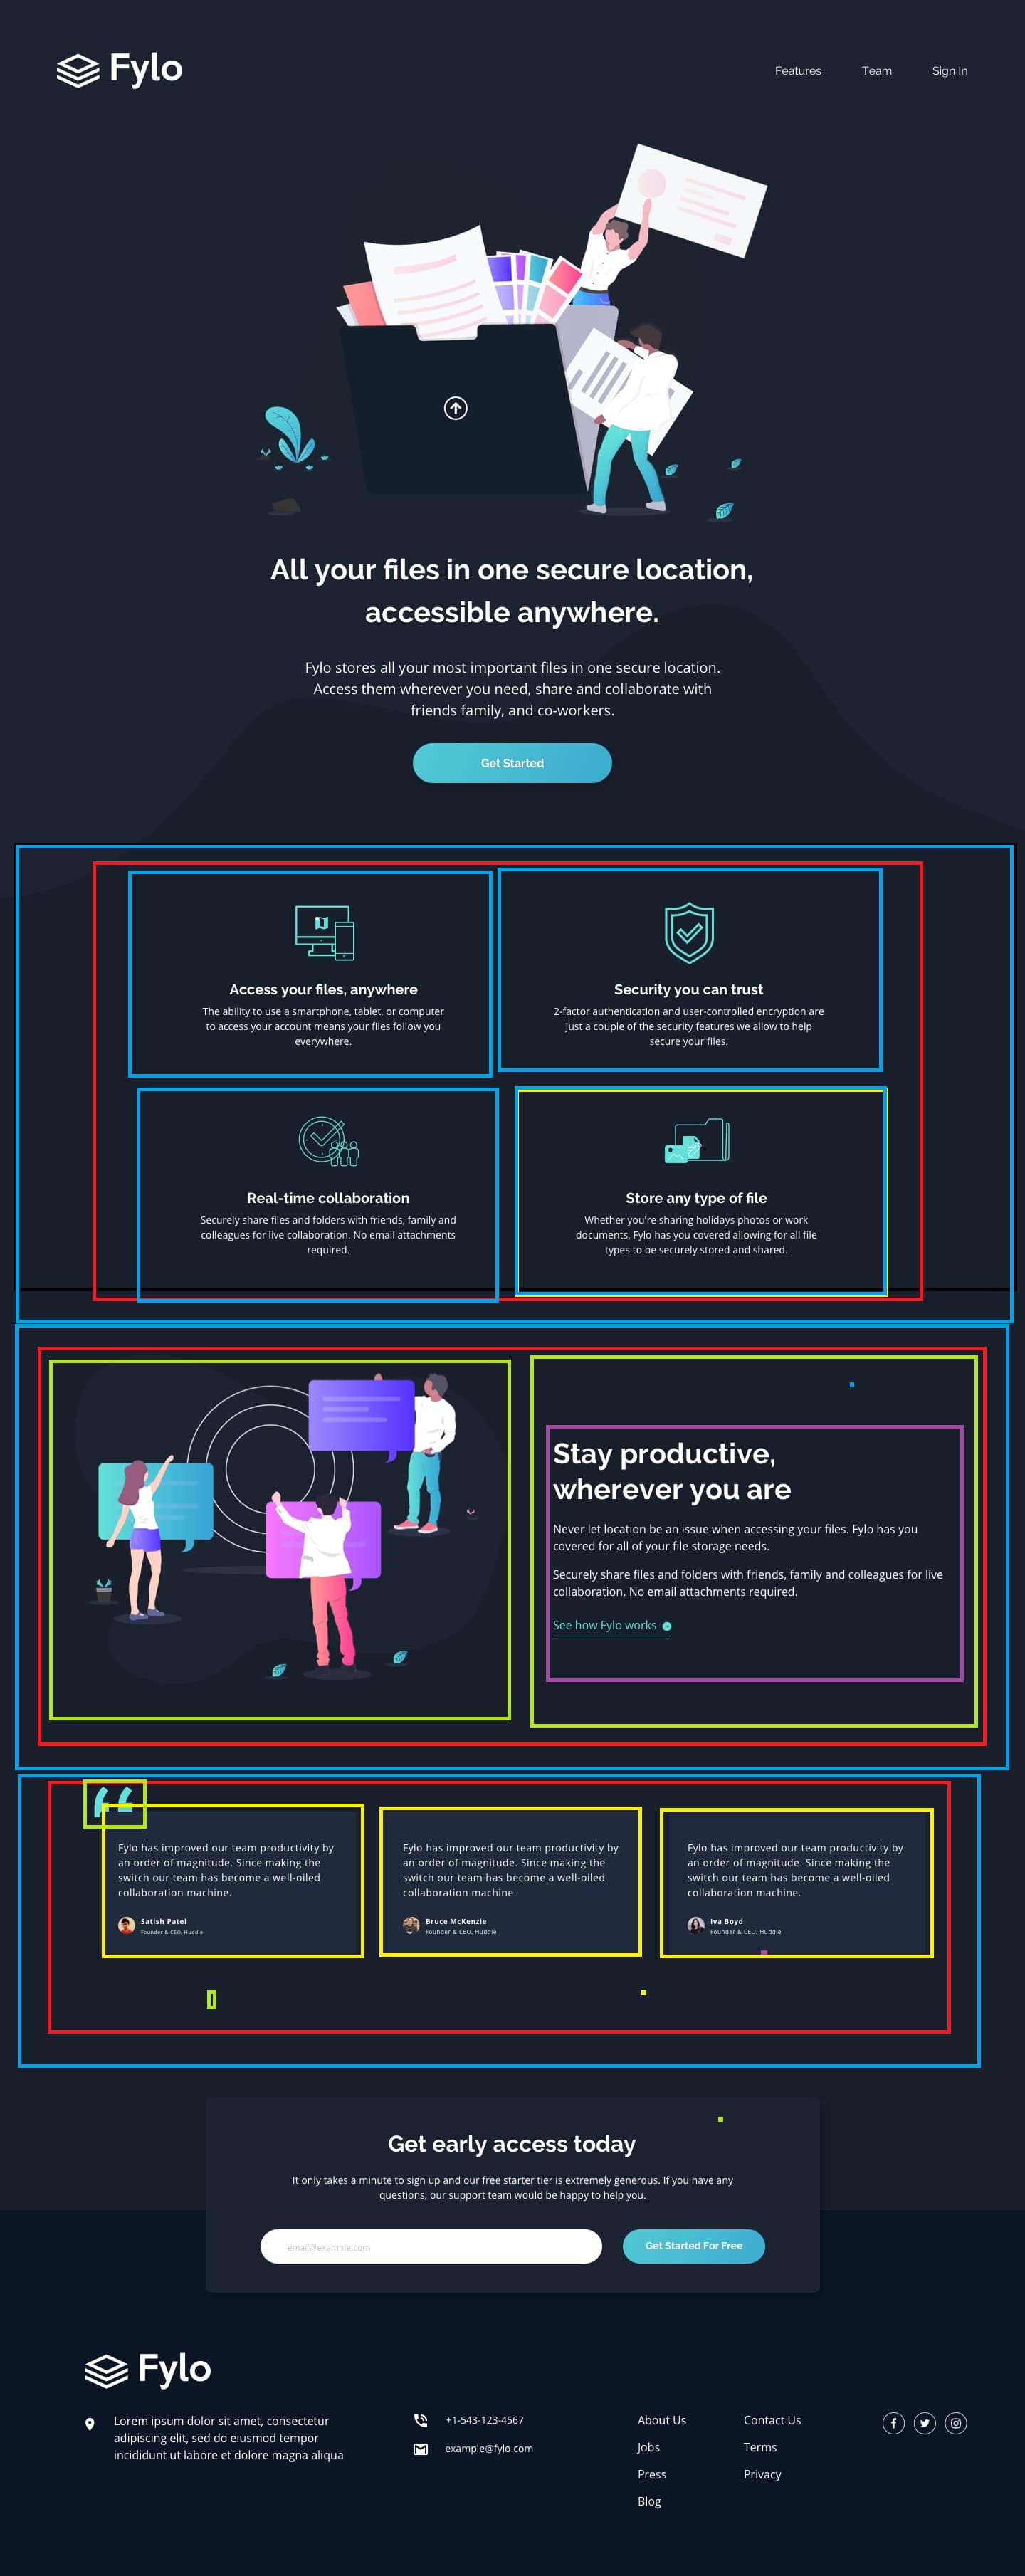 Fylo
Features
Team
Sign In
All your files in one secure location,
accessible anywhere.
Fylo stores all your most important files in one secure location.
Access them wherever you need, share and collaborate with
friends family, and co-workers.
Get Started
Access your files, anywhere
The ability to use a smartphone, tablet, or computer
to access your account means your files follow you
everywhere.
Security you can trust
2-factor authentication and user-controlled encryption are
just a couple of the security features we allow to help
secure your files.
Real-time collaboration
Securely share files and folders with friends, family and
colleagues for live collaboration. No email attachments
required.
Store any type of file
Whether you're sharing holidays photos or work
documents, Fylo has you covered allowing for all file
types to be securely stored and shared.
Stay productive,
wherever you are
Never let location be an issue when accessing your files. Fylo has you
covered for all of your file storage needs.
Securely share files and folders with friends, family and colleagues for live
collaboration. No email attachments required.
See how Fylo works
Fylo has improved our team productivity by
an order of magnitude. Since making the
switch our team has become a well-oiled
collaboration machine.
Satish Patel
Founder & CEO, Huddle
Fylo has improved our team productivity by
an order of magnitude. Since making the
switch our team has become a well-oiled
collaboration machine.
Bruce McKenzie
Founder & CEO, Huddle
Fylo has improved our team productivity by
an order of magnitude. Since making the
switch our team has become a well-oiled
collaboration machine.
Iva Boyd
Founder & CEO, Huddle
Get early access today
It only takes a minute to sign up and our free starter tier is extremely generous. If you have any
questions, our support team would be happy to help you.
email@example.com
Get Started For Free
Fylo
Lorem ipsum dolor sit amet, consectetur
adipiscing elit, sed do eiusmod tempor
incididunt ut labore et dolore magna aliqua
+1-543-123-4567
example@fylo.com
About Us
Jobs
Press
Blog
Contact Us
Terms
Privacy